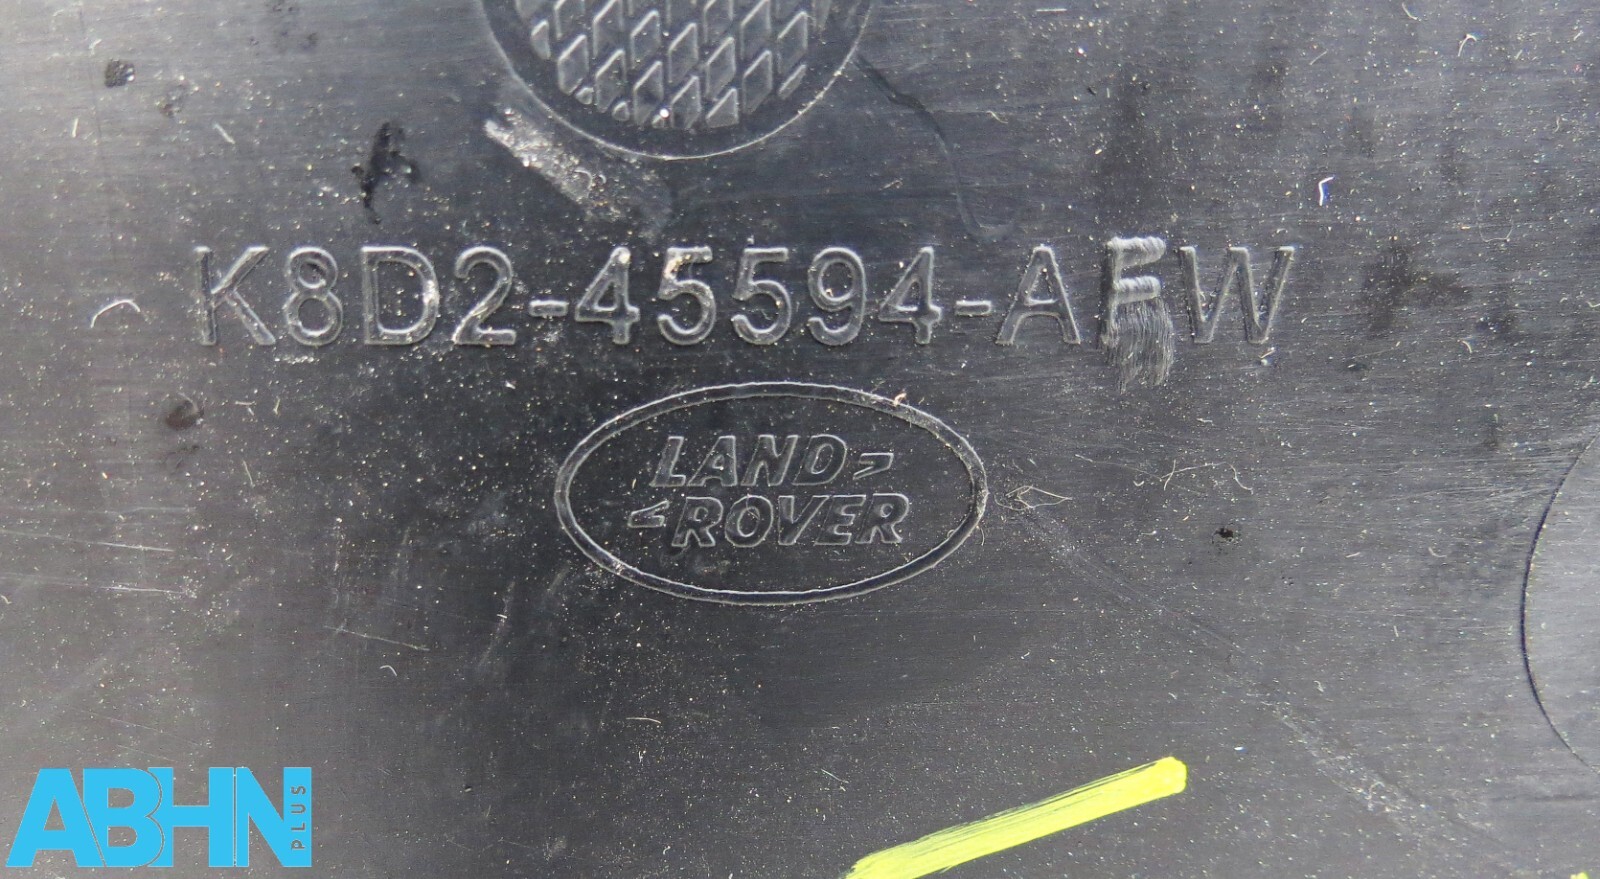 K8D2-45594-AFW
LAND
ROVER
ABHN PLUS